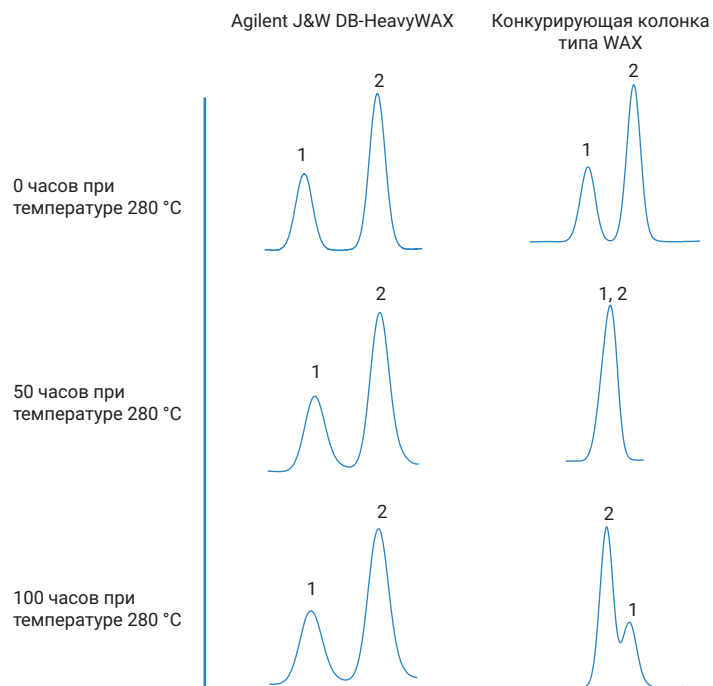 Agilent J&W DB-HeavyWAX
Конкурирующая колонка
типа WAX
0 часов при
температуре 280 °C
1
2
1
2
50 часов при
температуре 280 °C
1
2
1, 2
100 часов при
температуре 280 °C
1
2
2
1